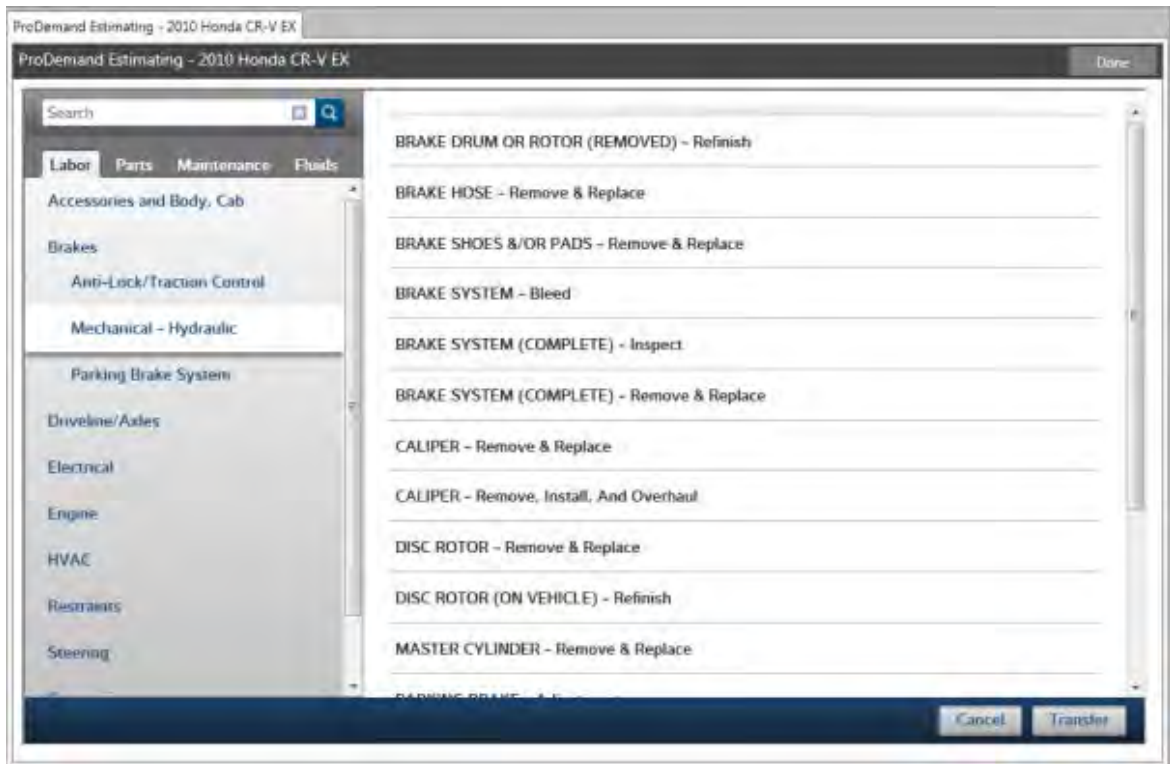 ProDemand Estimating - 2010 Honda CR-V EX
ProDemand Estimating - 2010 Honda CR-V EX
Done
Search
Labor Parts Maintenance Fluids
Accessories and Body, Cab
Brakes
Anti-Lock/Traction Control
Mechanical - Hydraulic
Parking Brake System
Driveline/Axles
Electrical
Engine
HVAC
Restraints
Steering
BRAKE DRUM OR ROTOR (REMOVED) - Refinish
BRAKE HOSE - Remove & Replace
BRAKE SHOES &/OR PADS - Remove & Replace
BRAKE SYSTEM - Bleed
BRAKE SYSTEM (COMPLETE) - Inspect
BRAKE SYSTEM (COMPLETE) - Remove & Replace
CALIPER - Remove & Replace
CALIPER - Remove, Install, And Overhaul
DISC ROTOR - Remove & Replace
DISC ROTOR (ON VEHICLE) - Refinish
MASTER CYLINDER - Remove & Replace
PARKING BRAKE -
Cancel Transfer